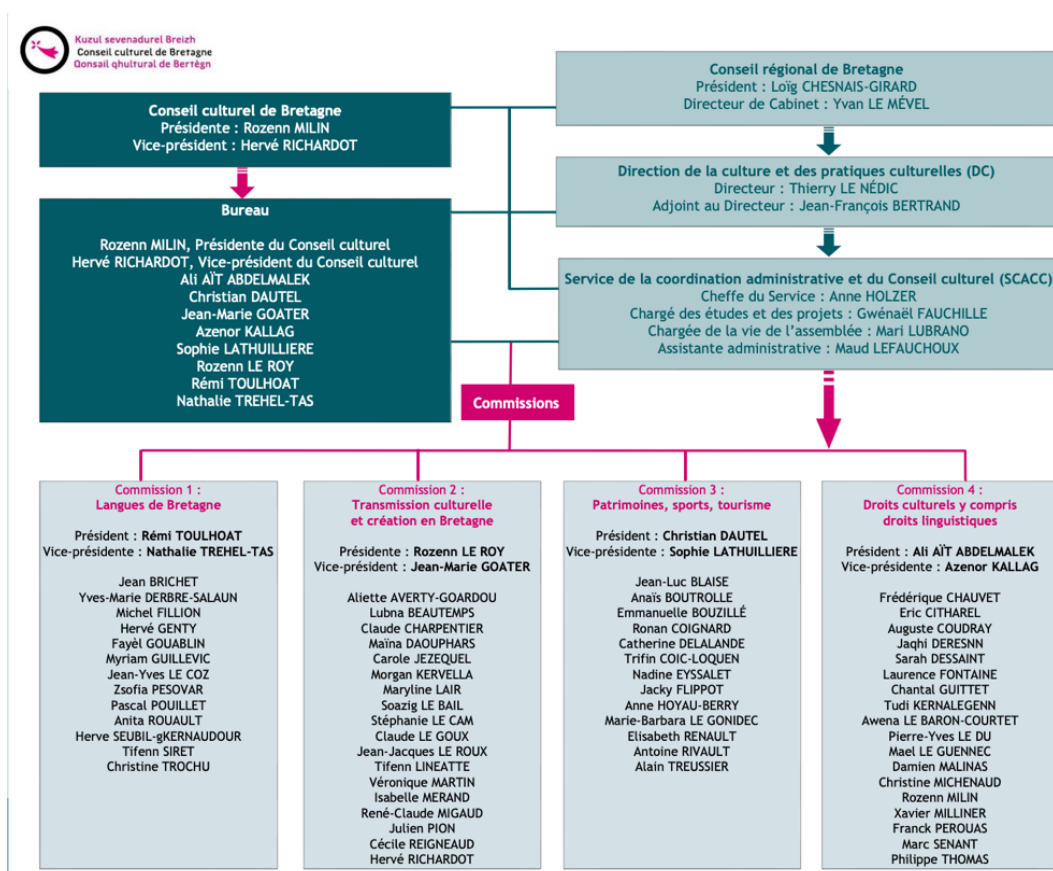 Kuzul sevenadurel Breizh
Conseil culturel de Bretagne
Qonsail qhultural de Bertègn
Conseil culturel de Bretagne
Présidente : Rozenn MILIN
Vice-président : Hervé RICHARDOT
Bureau
Rozenn MILIN, Présidente du Conseil culturel
Hervé RICHARDOT, Vice-président du Conseil culturel
Ali AÏT ABDELMALEK
Christian DAUTEL
Jean-Marie GOATER
Azenor KALLAG
Sophie LATHUILLIERE
Rozenn LE ROY
Rémi TOULHOAT
Nathalie TREHEL-TAS
Conseil régional de Bretagne
Président : Loïg CHESNAIS-GIRARD
Directeur de Cabinet : Yvan LE MÉVEL
Direction de la culture et des pratiques culturelles (DC)
Directeur : Thierry LE NÉDIC
Adjoint au Directeur : Jean-François BERTRAND
Service de la coordination administrative et du Conseil culturel (SCACC)
Cheffe du Service : Anne HOLZER
Chargé des études et des projets : Gwénaël FAUCHILLE
Chargée de la vie de l'assemblée : Mari LUBRANO
Assistante administrative : Maud LEFAUCHOUX
Commissions
Commission 1 :
Langues de Bretagne
Président : Rémi TOULHOAT
Vice-présidente : Nathalie TREHEL-TAS
Jean BRICHET
Yves-Marie DERBRE-SALAUN
Michel FILLION
Hervé GENTY
Fayèl GOUABLIN
Myriam GUILLEVIC
Jean-Yves LE COZ
Zsofia PESOVAR
Pascal POUILLET
Anita ROUAULT
Herve SEUBIL-gKERNAUDOUR
Tifenn SIRET
Christine TROCHU
Commission 2 :
Transmission culturelle
et création en Bretagne
Présidente : Rozenn LE ROY
Vice-président : Jean-Marie GOATER
Aliette AVERTY-GOARDOU
Lubna BEAUTEMPS
Claude CHARPENTIER
Maïna DAOUPHARS
Carole JEZEQUEL
Morgan KERVELLA
Maryline LAIR
Soazig LE BAIL
Stéphanie LE CAM
Claude LE GOUX
Jean-Jacques LE ROUX
Tifenn LINEATTE
Véronique MARTIN
Isabelle MERAND
René-Claude MIGAUD
Julien PION
Cécile REIGNEAUD
Hervé RICHARDOT
Commission 3 :
Patrimoines, sports, tourisme
Président : Christian DAUTEL
Vice-présidente : Sophie LATHUILLIERE
Jean-Luc BLAISE
Anaïs BOUTROLLE
Emmanuelle BOUZILLÉ
Ronan COIGNARD
Catherine DELALANDE
Trifin COIC-LOQUEN
Nadine EYSSALET
Jacky FLIPPOT
Anne HOYAU-BERRY
Marie-Barbara LE GONIDEC
Elisabeth RENAULT
Antoine RIVAULT
Alain TREUSSIER
Commission 4 :
Droits culturels y compris
droits linguistiques
Président : Ali AÏT ABDELMALEK
Vice-présidente : Azenor KALLAG
Frédérique CHAUVET
Eric CITHAREL
Auguste COUDRAY
Jaqhi DERESNN
Sarah DESSAINT
Laurence FONTAINE
Chantal GUITTET
Tudi KERNALEGENN
Awena LE BARON-COURTET
Pierre-Yves LE DU
Mael LE GUENNEC
Damien MALINAS
Christine MICHENAUD
Rozenn MILIN
Xavier MILLINER
Franck PEROUAS
Marc SENANT
Philippe THOMAS